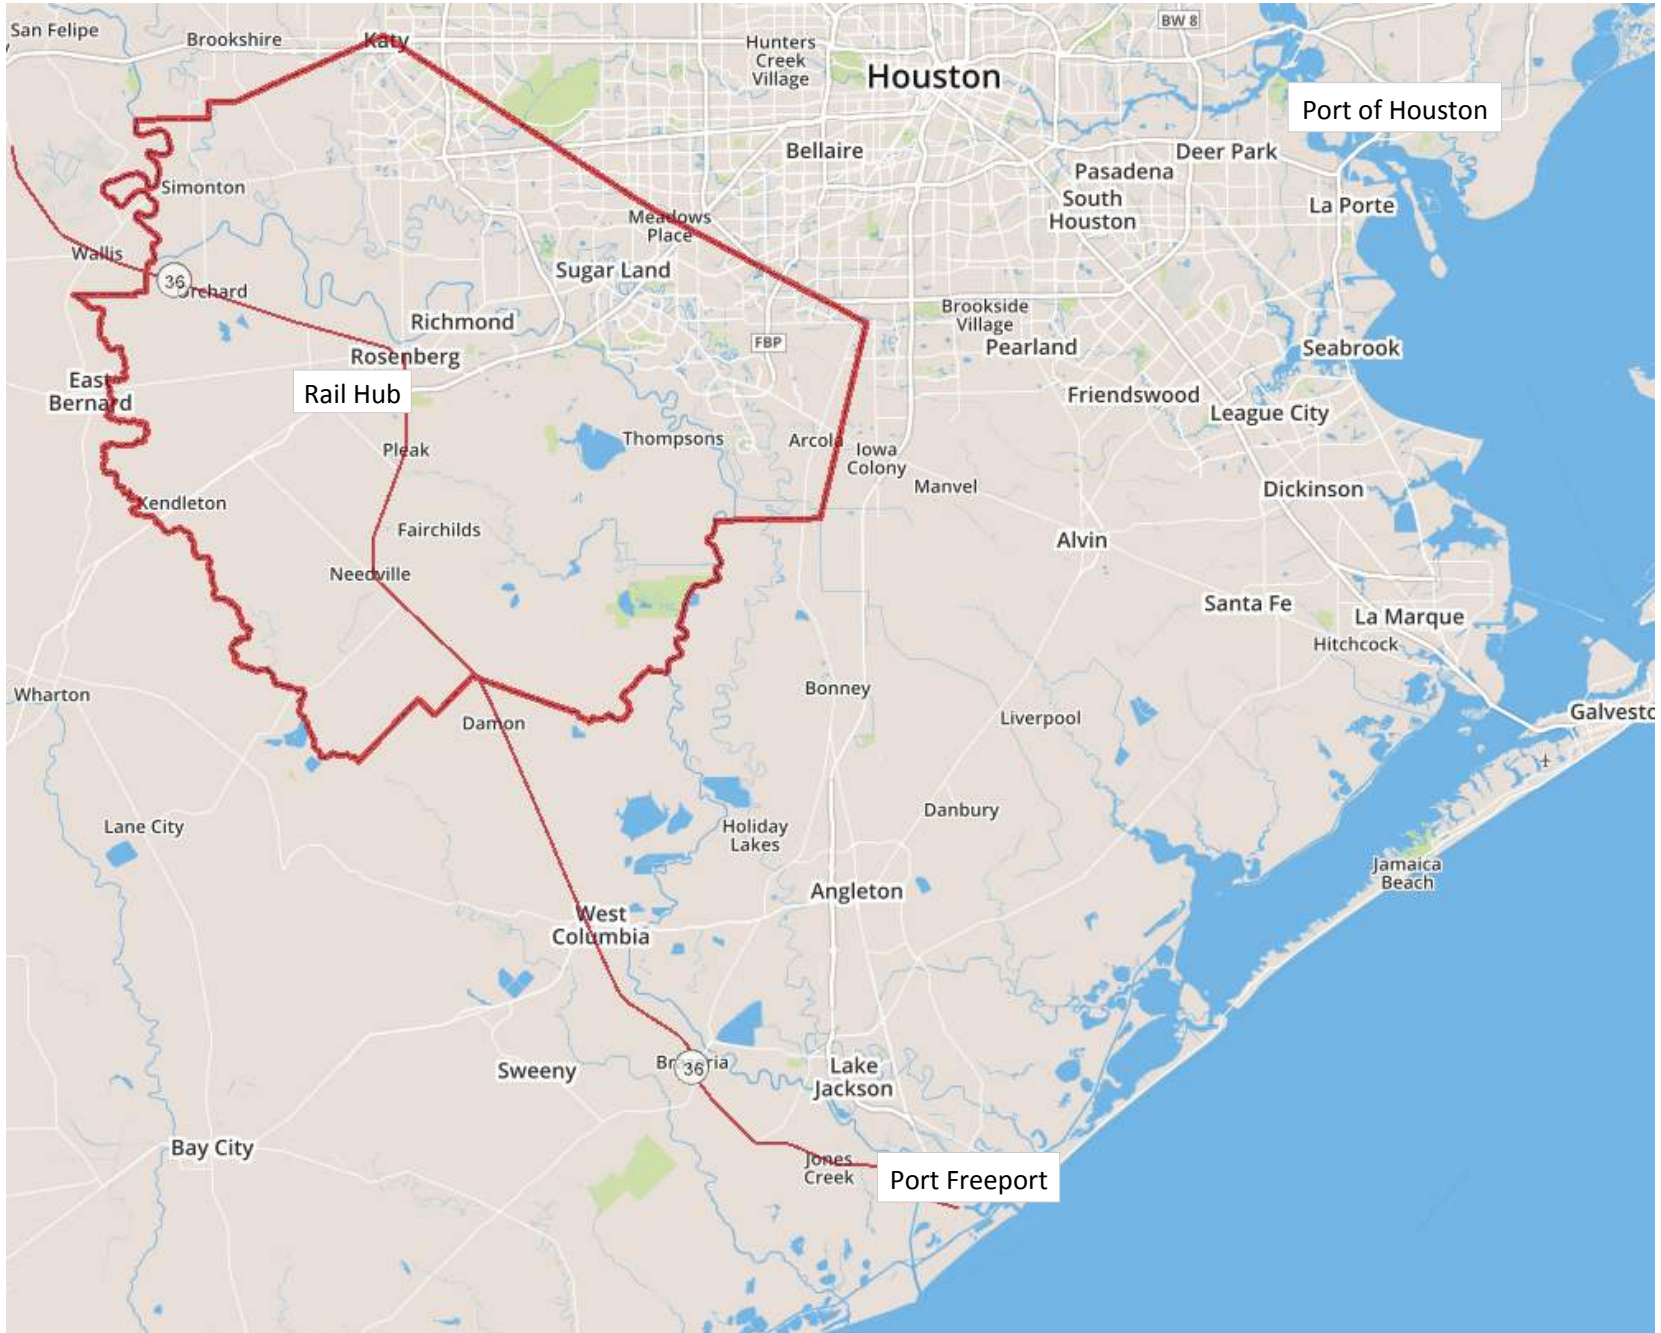 San Felipe
Brookshire
Katy
Hunters
Creek
Village
Houston
BW 8
Port of Houston
Bellaire
Deer Park
Pasadena
South
Houston
La Porte
Simonton
Meadows
Place
Wallis
36
Orchard
Sugar Land
Richmond
Rosenberg
FBP
Brookside
Village
Pearland
Seabrook
East
Bernard
Rail Hub
Friendswood
League City
Pleak
Thompsons
Arcola
Iowa
Colony
Manvel
Dickinson
Kendleton
Fairchilds
Alvin
Needville
Santa Fe
La Marque
Hitchcock
Wharton
Damon
Bonney
Liverpool
Galvesto
Lane City
Holiday
Lakes
Danbury
Jamaica
Beach
Angleton
West
Columbia
Sweeny
Brazoria
36
Lake
Jackson
Bay City
Jones
Creek
Port Freeport